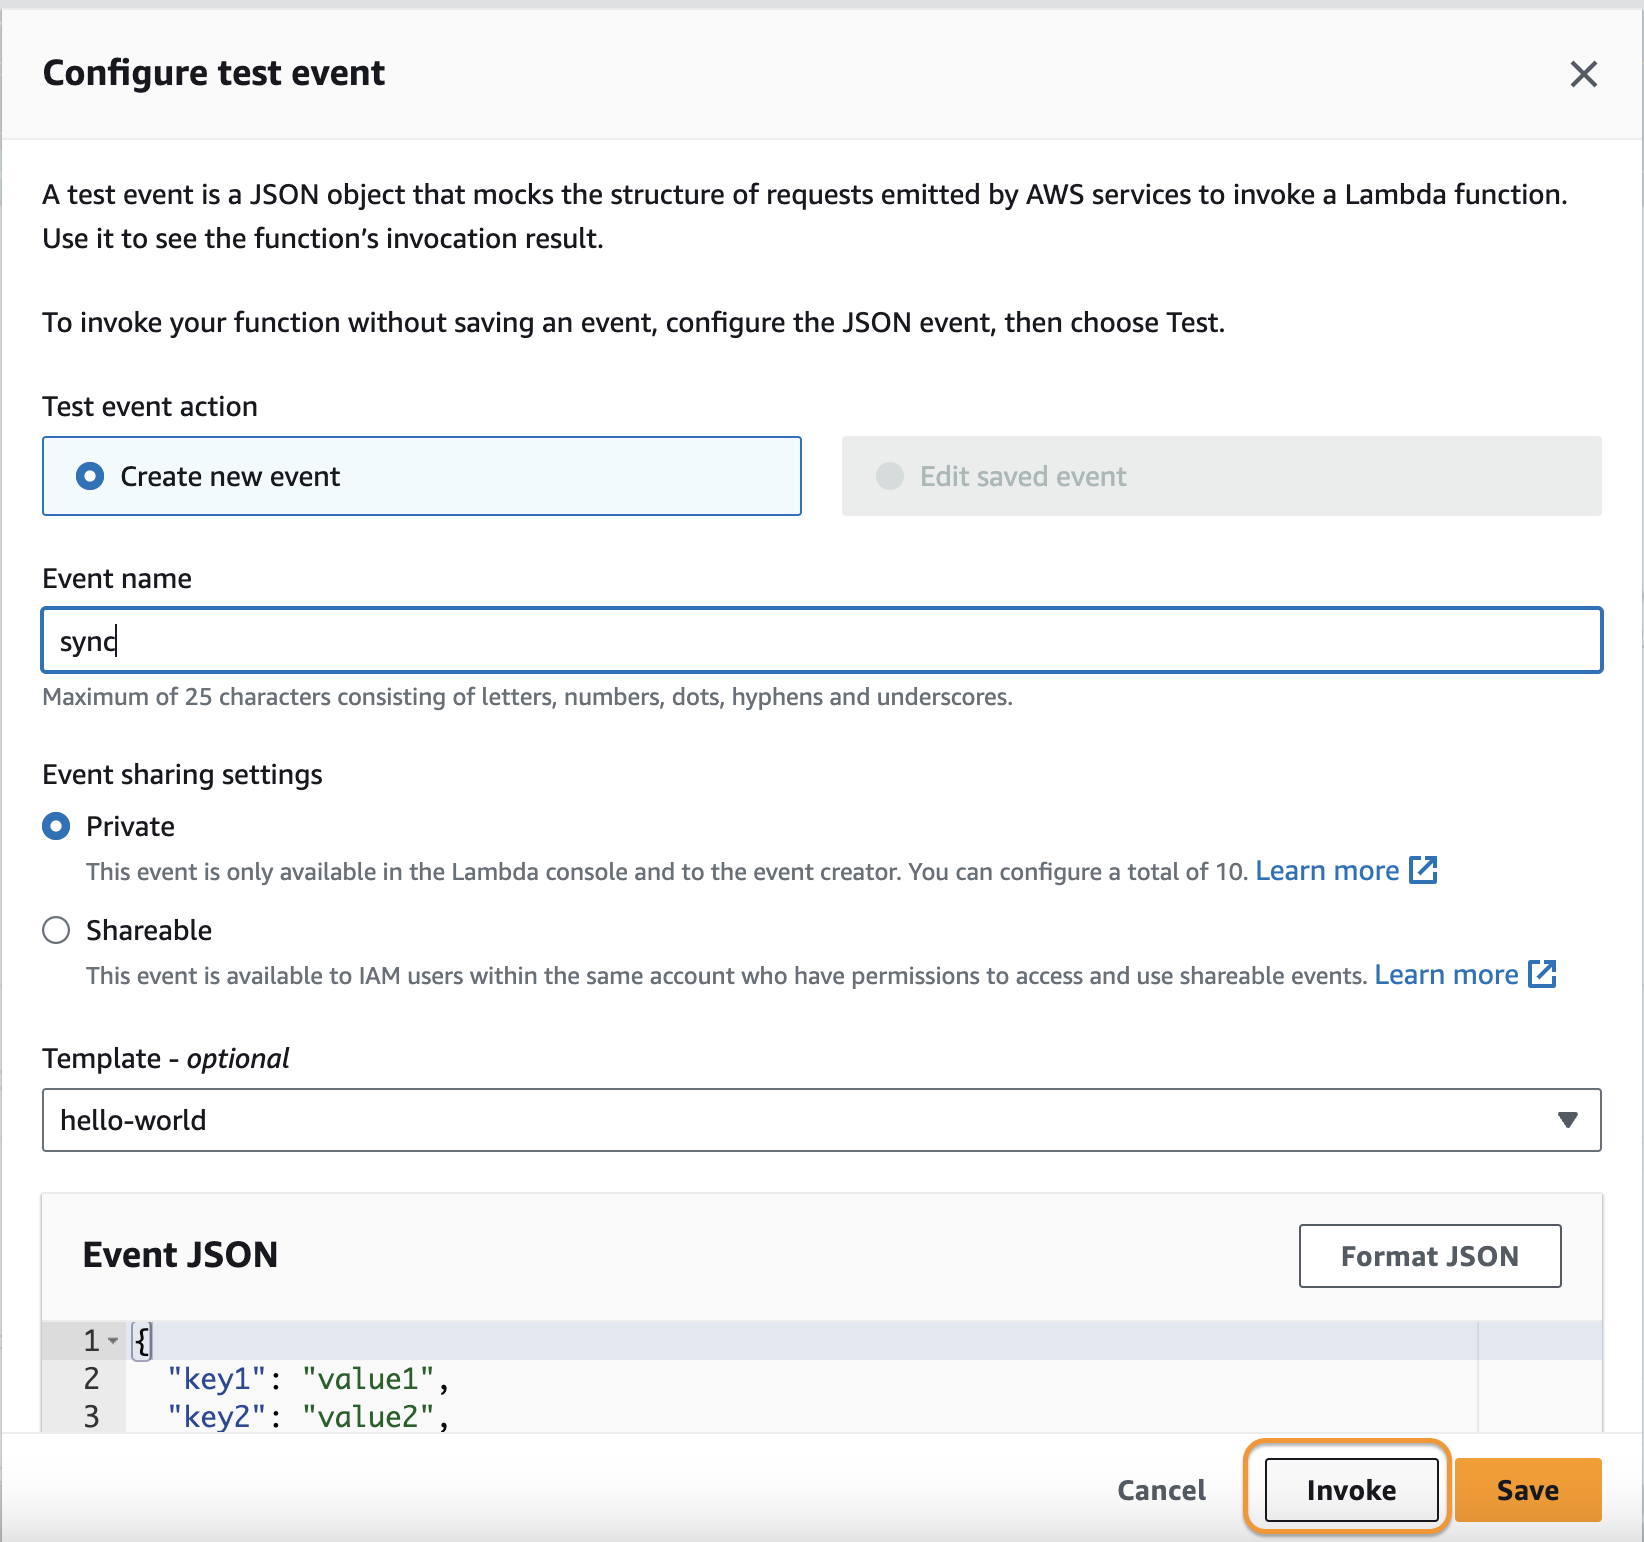 Configure test event
A test event is a JSON object that mocks the structure of requests emitted by AWS services to invoke a Lambda function.
Use it to see the function’s invocation result.
To invoke your function without saving an event, configure the JSON event, then choose Test.
Test event action
Create new event
Edit saved event
Event name
sync
Maximum of 25 characters consisting of letters, numbers, dots, hyphens and underscores.
Event sharing settings
Private
This event is only available in the Lambda console and to the event creator. You can configure a total of 10. Learn more
Shareable
This event is available to IAM users within the same account who have permissions to access and use shareable events. Learn more
Template - optional
hello-world
Event JSON
Format JSON
1 {
2 "key1": "value1",
3 "key2": "value2",
Cancel
Invoke
Save